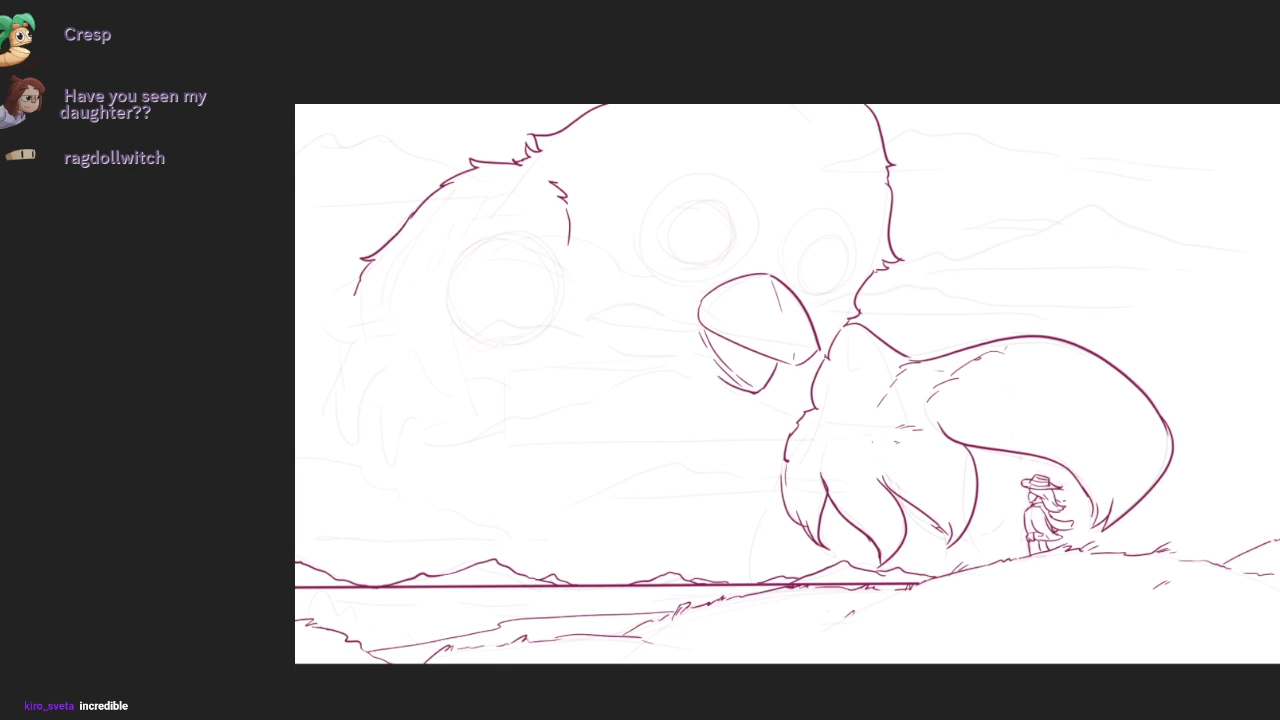 Cresp
Have you seen my
daughter??
ragdollwitch
kiro_sveta incredible